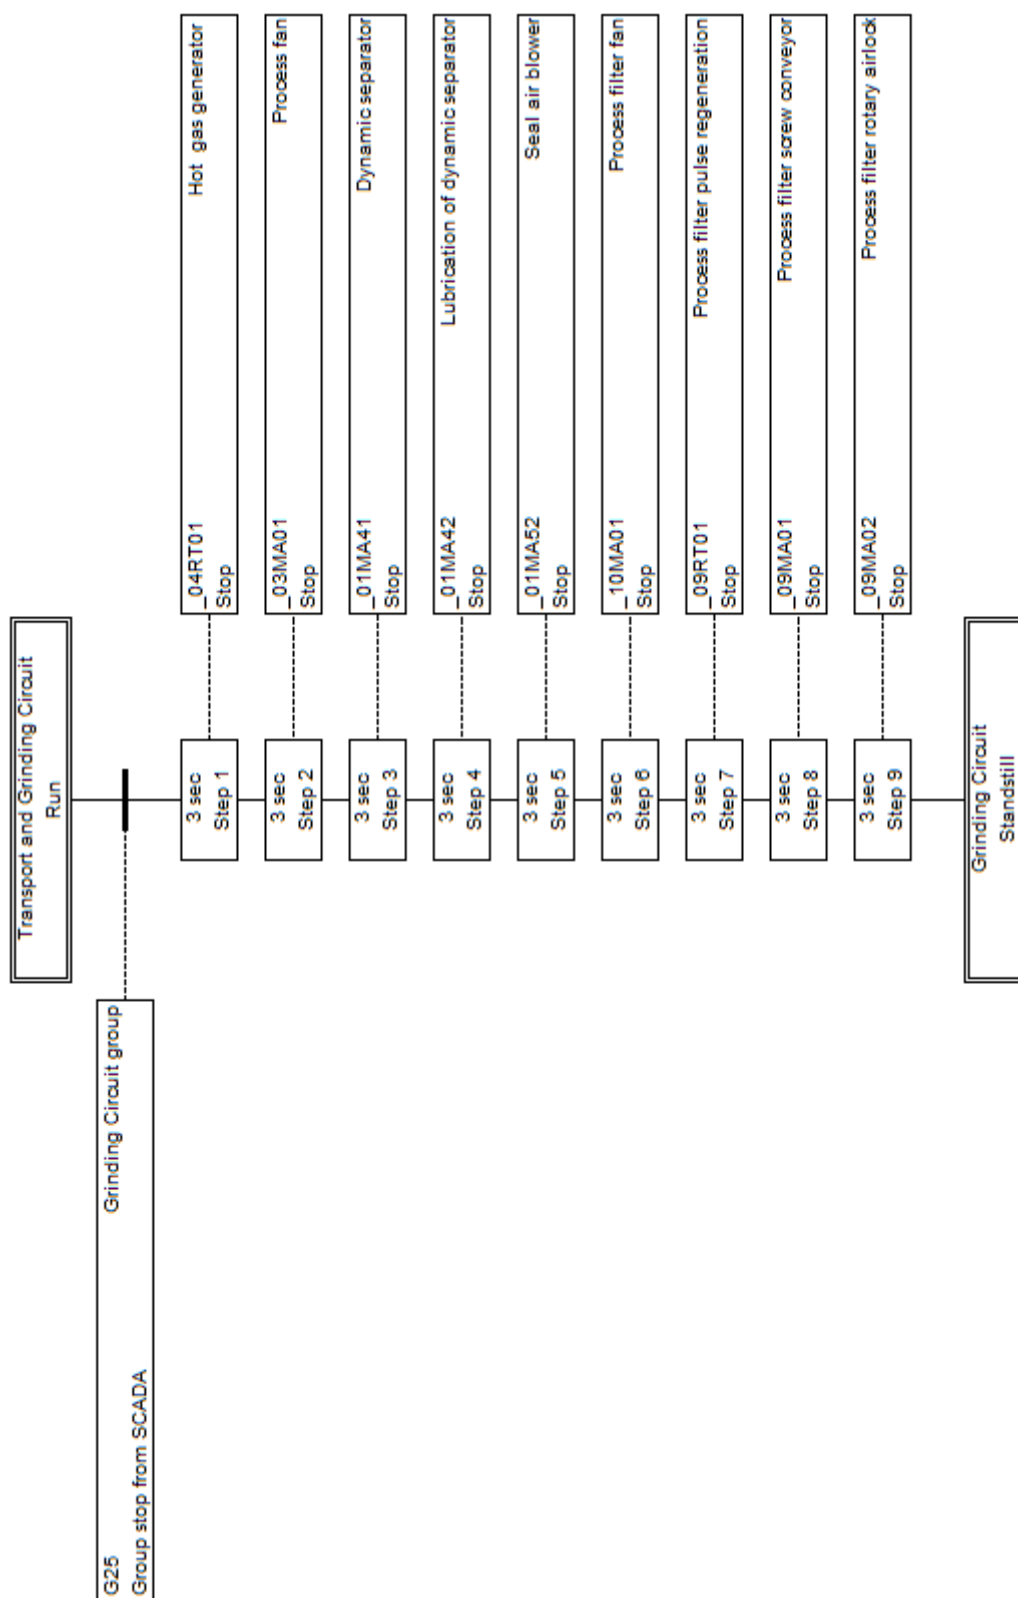 Transport and Grinding Circuit
Run
G25
Grinding Circuit group
Group stop from SCADA
3 sec
Step 1
_04RT01
Hot gas generator
Stop
3 sec
Step 2
_03MA01
Process fan
Stop
3 sec
Step 3
_01MA41
Dynamic separator
Stop
3 sec
Step 4
_01MA42
Lubrication of dynamic separator
Stop
3 sec
Step 5
_01MA52
Seal air blower
Stop
3 sec
Step 6
_10MA01
Process filter fan
Stop
3 sec
Step 7
_09RT01
Process filter pulse regeneration
Stop
3 sec
Step 8
_09MA01
Process filter screw conveyor
Stop
3 sec
Step 9
_09MA02
Process filter rotary airlock
Stop
Grinding Circuit
Standstill